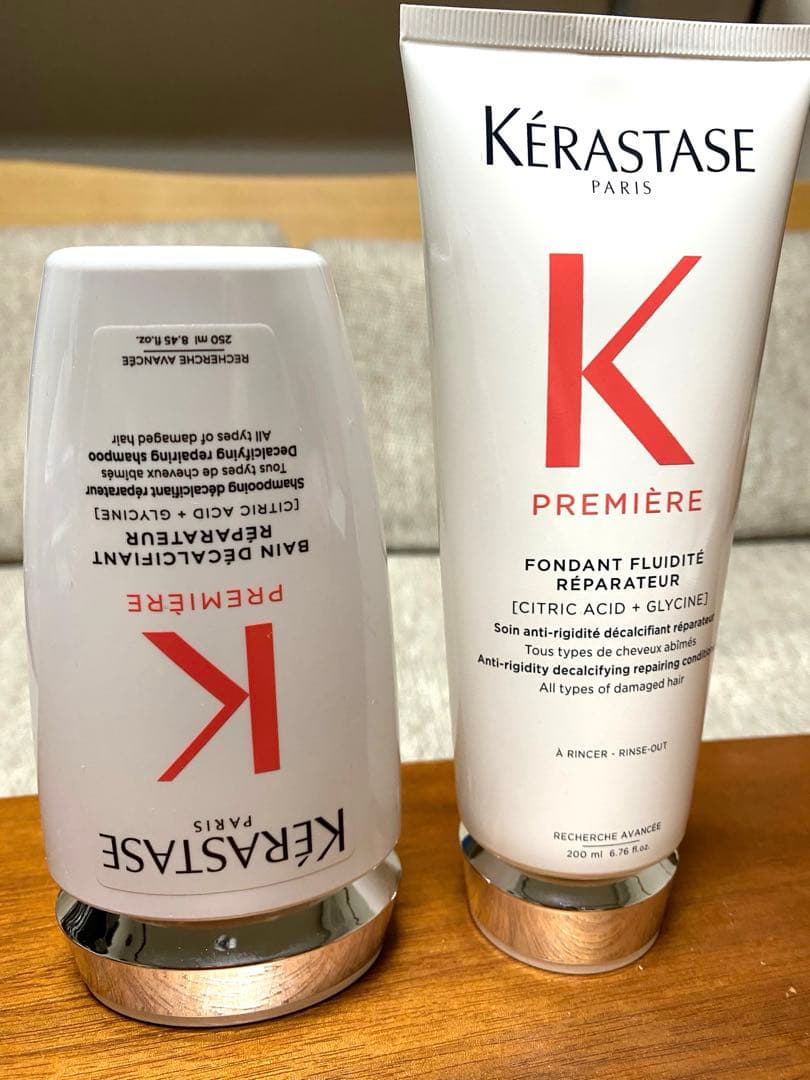 KÉRASTASE
PARIS
K
PREMIÈRE
BAIN DÉCALCIFIANT
RÉPARATEUR
[CITRIC ACID + GLYCINE]
Shampooing décalcifiant réparateur
Tous types de cheveux abîmés
Decalcifying repairing shampoo
All types of damaged hair
RECHERCHE AVANCÉE
250 ml 8.45 fl.oz.
KÉRASTASE
PARIS
K
PREMIÈRE
FONDANT FLUIDITÉ
RÉPARATEUR
[CITRIC ACID + GLYCINE]
Soin anti-rigidité décalcifiant réparateur
Tous types de cheveux abîmés
Anti-rigidity decalcifying repairing
All types of damaged hair
À RINCER - RINSE-OUT
RECHERCHE AVANCÉE
200 ml 6.76 fl.oz.